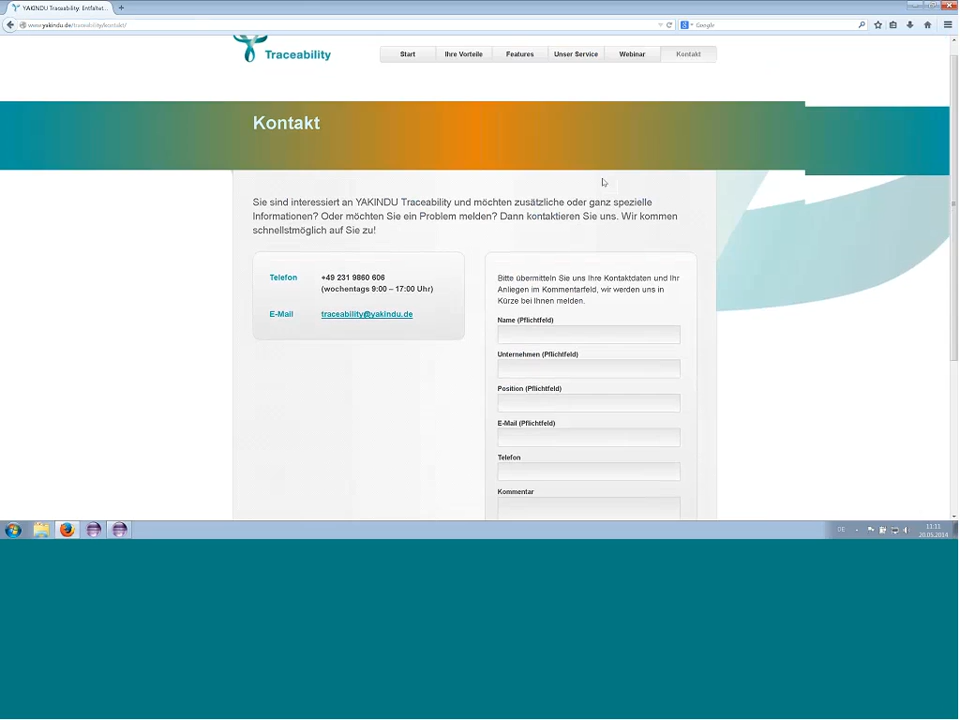 YAKINDU Traceability. Entfaltet...
www.yakindu.de/traceability/kontakt/
Google
Traceability
Start
Ihre Vorteile
Features
Unser Service
Webinar
Kontakt
Kontakt
Sie sind interessiert an YAKINDU Traceability und möchten zusätzliche oder ganz spezielle
Informationen? Oder möchten Sie ein Problem melden? Dann kontaktieren Sie uns. Wir kommen
schnellstmöglich auf Sie zu!
Telefon
+49 231 9860 606
(wochentags 9:00 – 17:00 Uhr)
E-Mail
traceability@yakindu.de
Bitte übermitteln Sie uns Ihre Kontaktdaten und Ihr
Anliegen im Kommentarfeld, wir werden uns in
Kürze bei Ihnen melden.
Name (Pflichtfeld)
Unternehmen (Pflichtfeld)
Position (Pflichtfeld)
E-Mail (Pflichtfeld)
Telefon
Kommentar
DE
11:11
20.05.2014